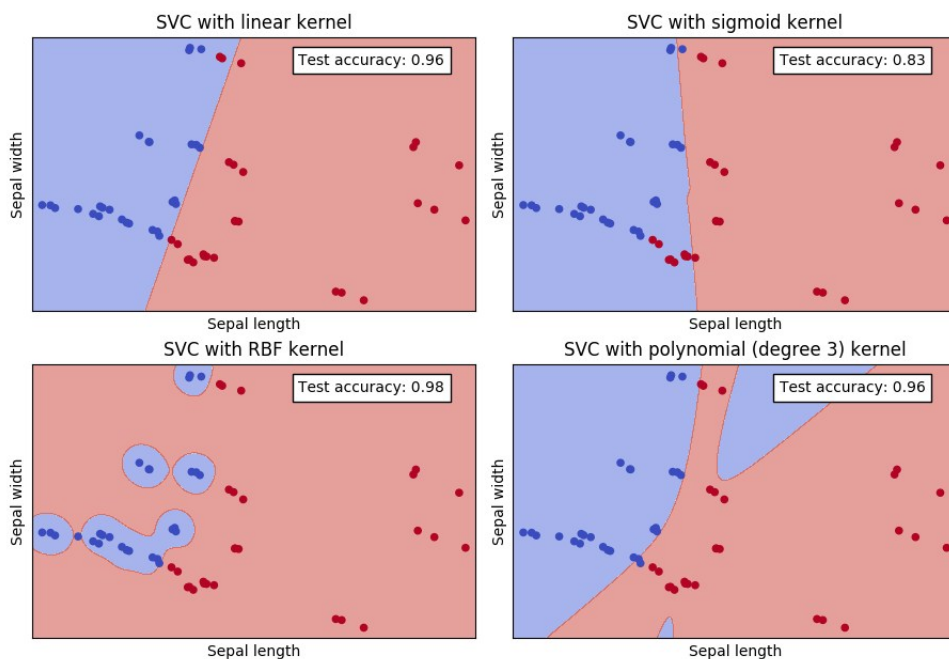 SVC with linear kernel
Test accuracy: 0.96
Sepal width
Sepal length
SVC with sigmoid kernel
Test accuracy: 0.83
Sepal width
Sepal length
SVC with RBF kernel
Test accuracy: 0.98
Sepal width
Sepal length
SVC with polynomial (degree 3) kernel
Test accuracy: 0.96
Sepal width
Sepal length